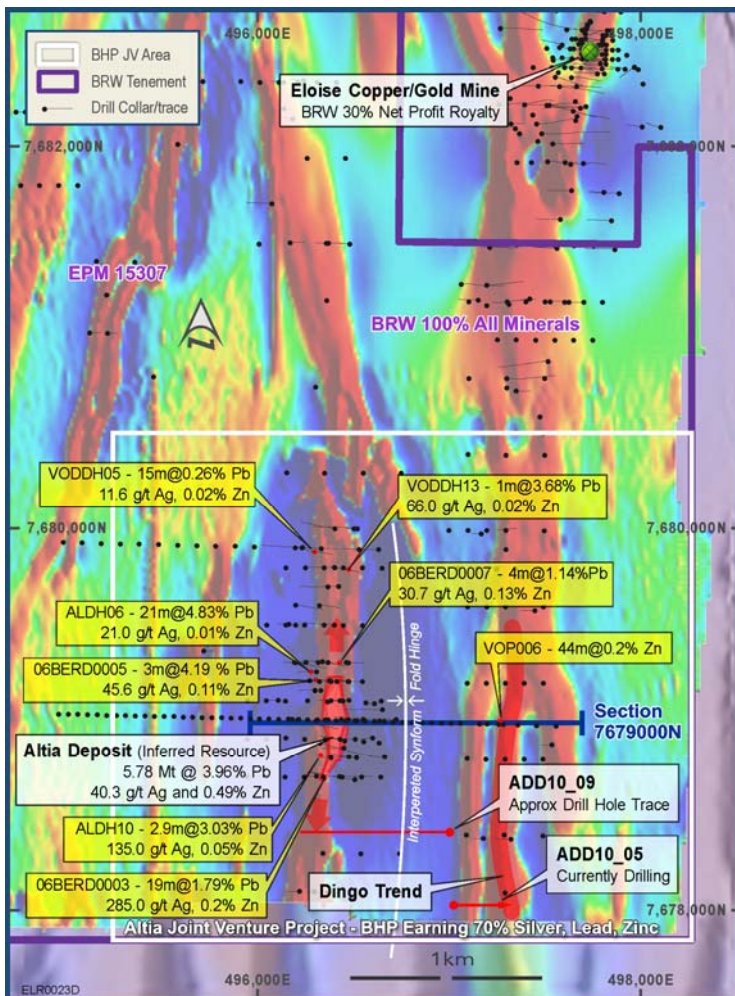 496,000E
498,000E
BHP JV Area
BRW Tenement
Drill Collar/trace
Eloise Copper/Gold Mine
BRW 30% Net Profit Royalty
7,682,000N
7,682,000N
EPM 15307
BRW 100% All Minerals
VODDH05 - 15m@0.26% Pb
11.6 g/t Ag, 0.02% Zn
VODDH13 - 1m@3.68% Pb
66.0 g/t Ag, 0.02% Zn
7,680,000N
7,680,000N
06BERD0007 - 4m@1.14%Pb
30.7 g/t Ag, 0.13% Zn
ALDH06 - 21m@4.83% Pb
21.0 g/t Ag, 0.01% Zn
VOP006 - 44m@0.2% Zn
06BERD0005 - 3m@4.19 % Pb
45.6 g/t Ag, 0.11% Zn
Interpereted Synform Fold Hinge
Section
7679000N
Altia Deposit (Inferred Resource)
5.78 Mt @ 3.96% Pb
40.3 g/t Ag and 0.49% Zn
ADD10_09
Approx Drill Hole Trace
ALDH10 - 2.9m@3.03% Pb
135.0 g/t Ag, 0.05% Zn
ADD10_05
Currently Drilling
06BERD0003 - 19m@1.79% Pb
285.0 g/t Ag, 0.2% Zn
Dingo Trend
7,678,000N
Altia Joint Venture Project - BHP Earning 70% Silver, Lead, Zinc
1km
496,000E
498,000E
ELR0023D